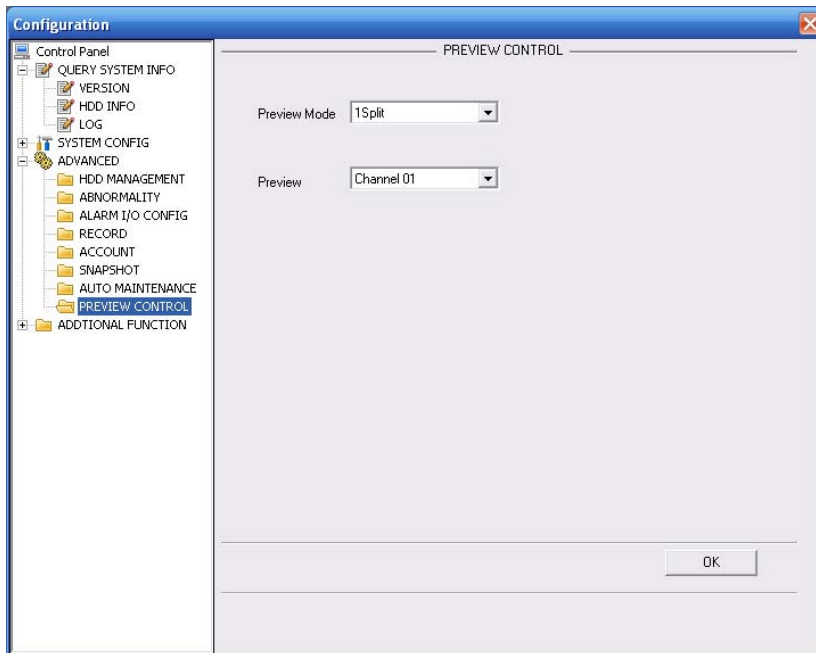 Configuration
Control Panel
QUERY SYSTEM INFO
VERSION
HDD INFO
LOG
SYSTEM CONFIG
ADVANCED
HDD MANAGEMENT
ABNORMALITY
ALARM I/O CONFIG
RECORD
ACCOUNT
SNAPSHOT
AUTO MAINTENANCE
PREVIEW CONTROL
ADDTIONAL FUNCTION
PREVIEW CONTROL
Preview Mode 1Split
Preview Channel 01
OK